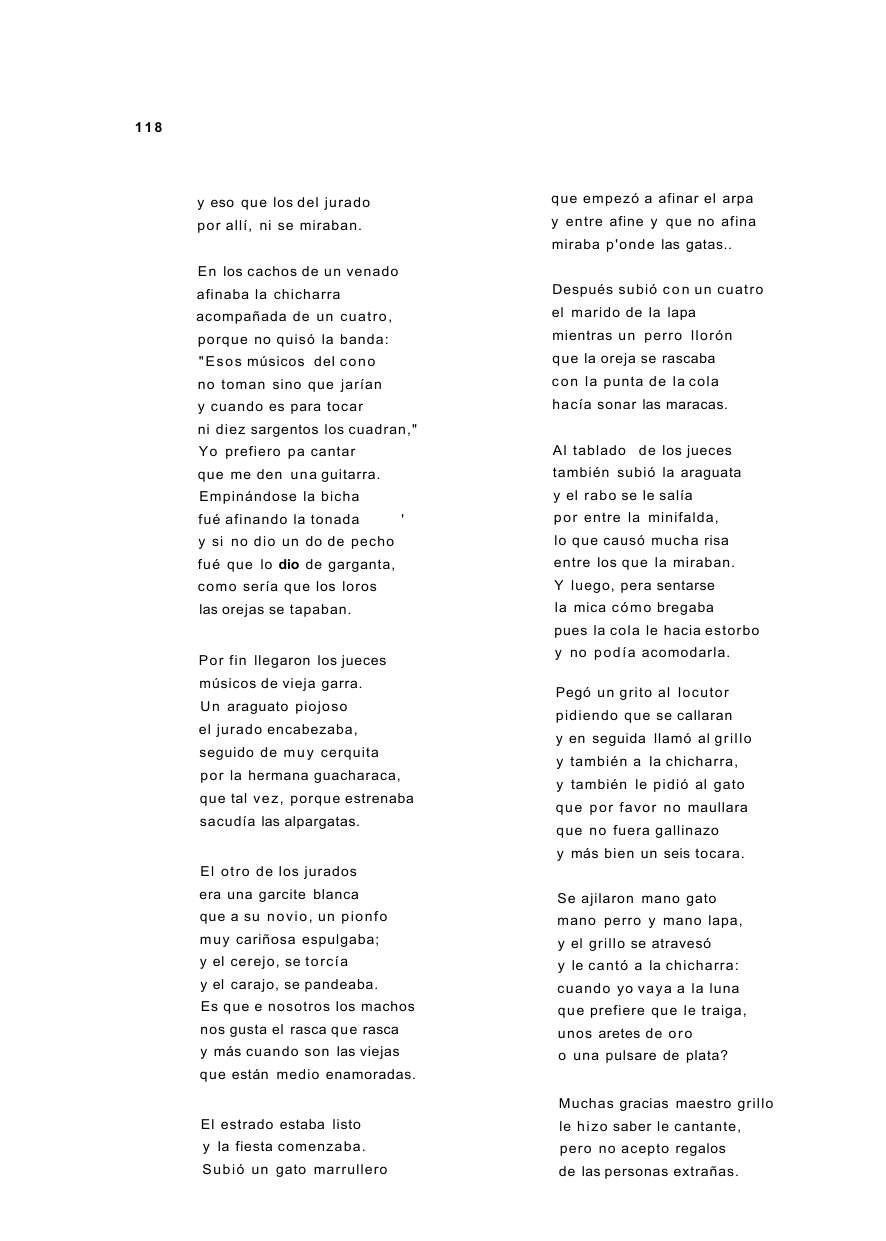 118
y eso que los del jurado
por allí, ni se miraban.
En los cachos de un venado
afinaba la chicharra
acompañada de un cuatro,
porque no quisó la banda:
"Esos músicos del cono
no toman sino que jarían
y cuando es para tocar
ni diez sargentos los cuadran,"
Yo prefiero pa cantar
que me den una guitarra.
Empinándose la bicha
fué afinando la tonada '
y si no dio un do de pecho
fué que lo dio de garganta,
como sería que los loros
las orejas se tapaban.
Por fin llegaron los jueces
músicos de vieja garra.
Un araguato piojoso
el jurado encabezaba,
seguido de muy cerquita
por la hermana guacharaca,
que tal vez, porque estrenaba
sacudía las alpargatas.
El otro de los jurados
era una garcite blanca
que a su novio, un pionfo
muy cariñosa espulgaba;
y el cerejo, se torcía
y el carajo, se pandeaba.
Es que e nosotros los machos
nos gusta el rasca que rasca
y más cuando son las viejas
que están medio enamoradas.
El estrado estaba listo
y la fiesta comenzaba.
Subió un gato marrullero
que empezó a afinar el arpa
y entre afine y que no afina
miraba p'onde las gatas..
Después subió con un cuatro
el marido de la lapa
mientras un perro llorón
que la oreja se rascaba
con la punta de la cola
hacía sonar las maracas.
Al tablado de los jueces
también subió la araguata
y el rabo se le salía
por entre la minifalda,
lo que causó mucha risa
entre los que la miraban.
Y luego, pera sentarse
la mica cómo bregaba
pues la cola le hacia estorbo
y no podía acomodarla.
Pegó un grito al locutor
pidiendo que se callaran
y en seguida llamó al grillo
y también a la chicharra,
y también le pidió al gato
que por favor no maullara
que no fuera gallinazo
y más bien un seis tocara.
Se ajilaron mano gato
mano perro y mano lapa,
y el grillo se atravesó
y le cantó a la chicharra:
cuando yo vaya a la luna
que prefiere que le traiga,
unos aretes de oro
o una pulsare de plata?
Muchas gracias maestro grillo
le hizo saber le cantante,
pero no acepto regalos
de las personas extrañas.